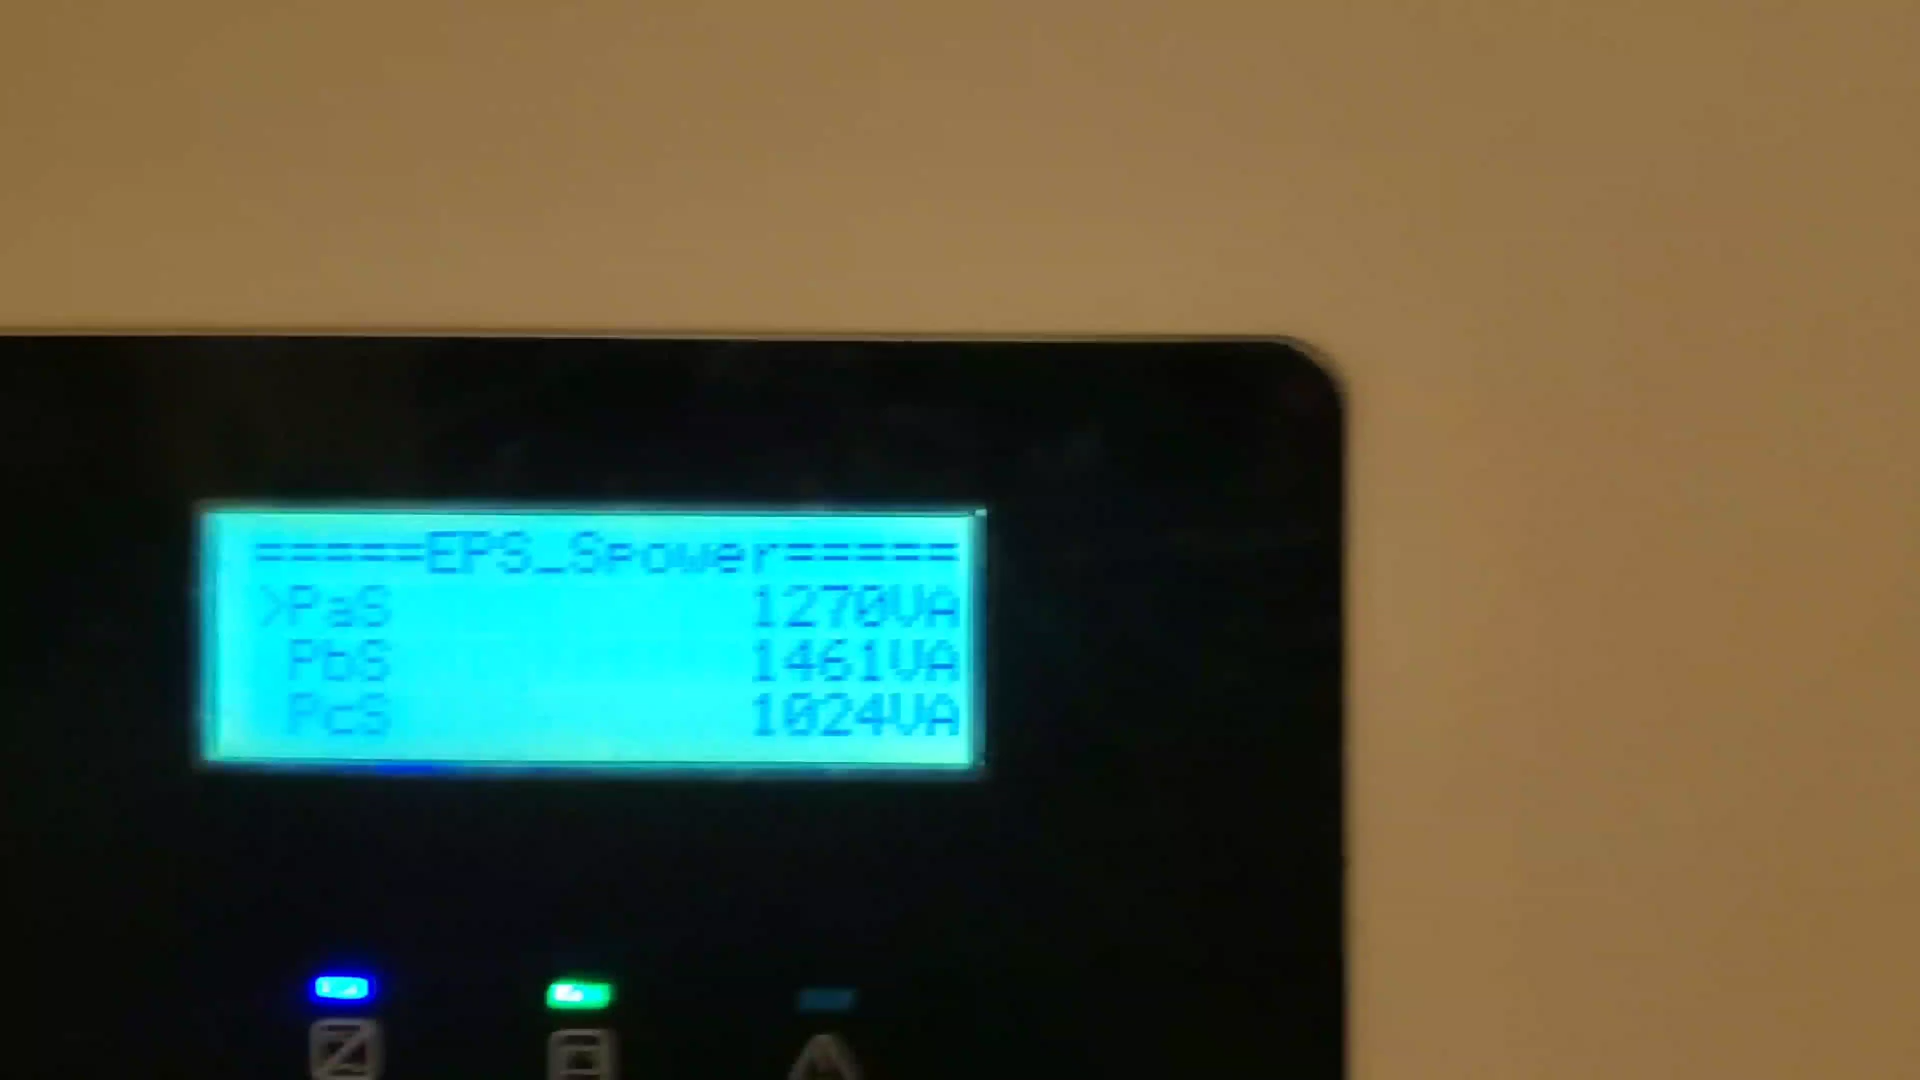 =====EPS_Spower=====
>PaS 1270VA
PbS 1461VA
PcS 1024VA